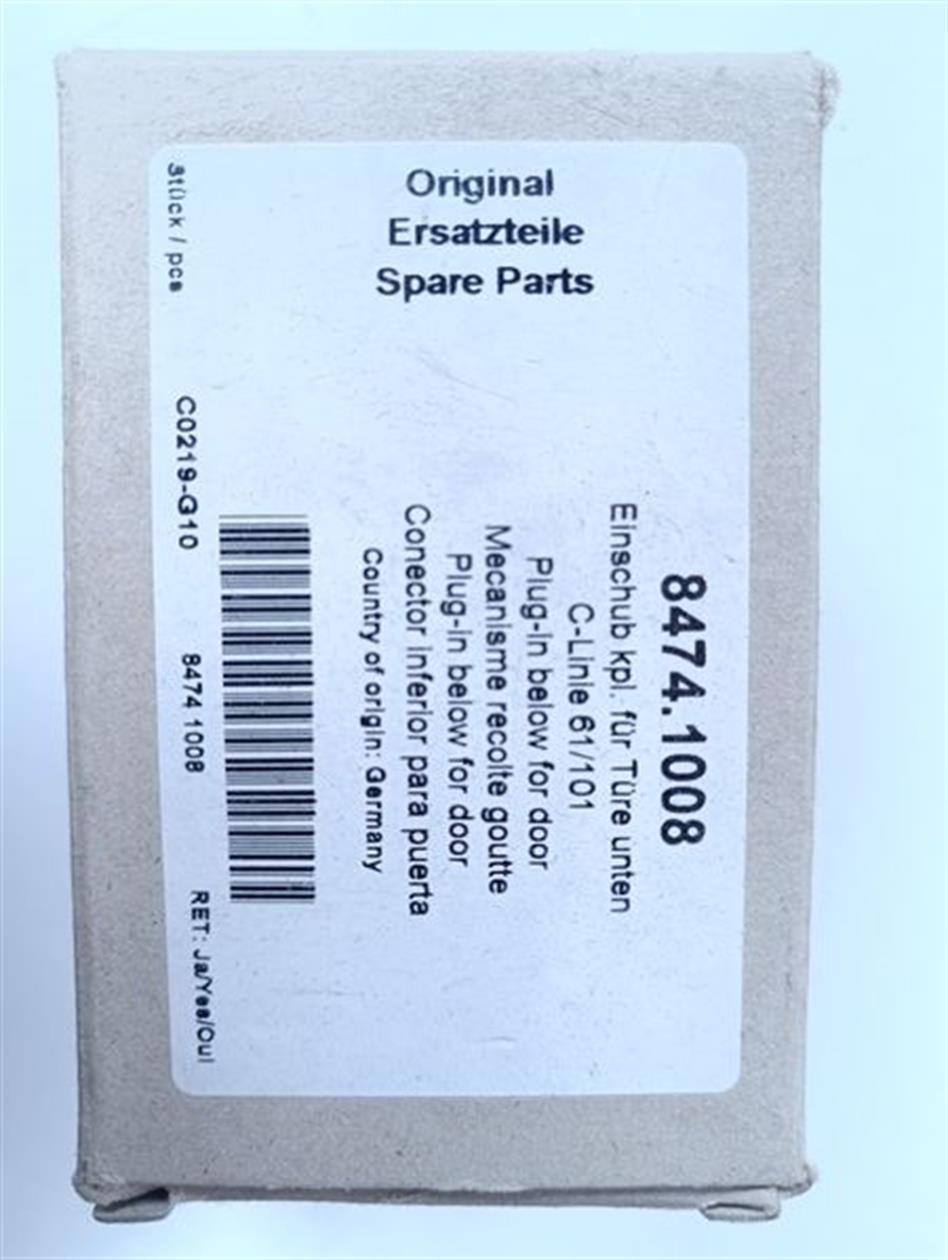 Original
Ersatzteile
Spare Parts
8474.1008
Einschub kpl. für Türe unten
C-Linie 61/101
Plug-in below for door
Mecanisme recolte goutte
Plug-in below for door
Conector inferior para puerta
Country of origin: Germany
Stück / pcs
C0219-G10
8474 1008
RET: Ja/Yes/Oui